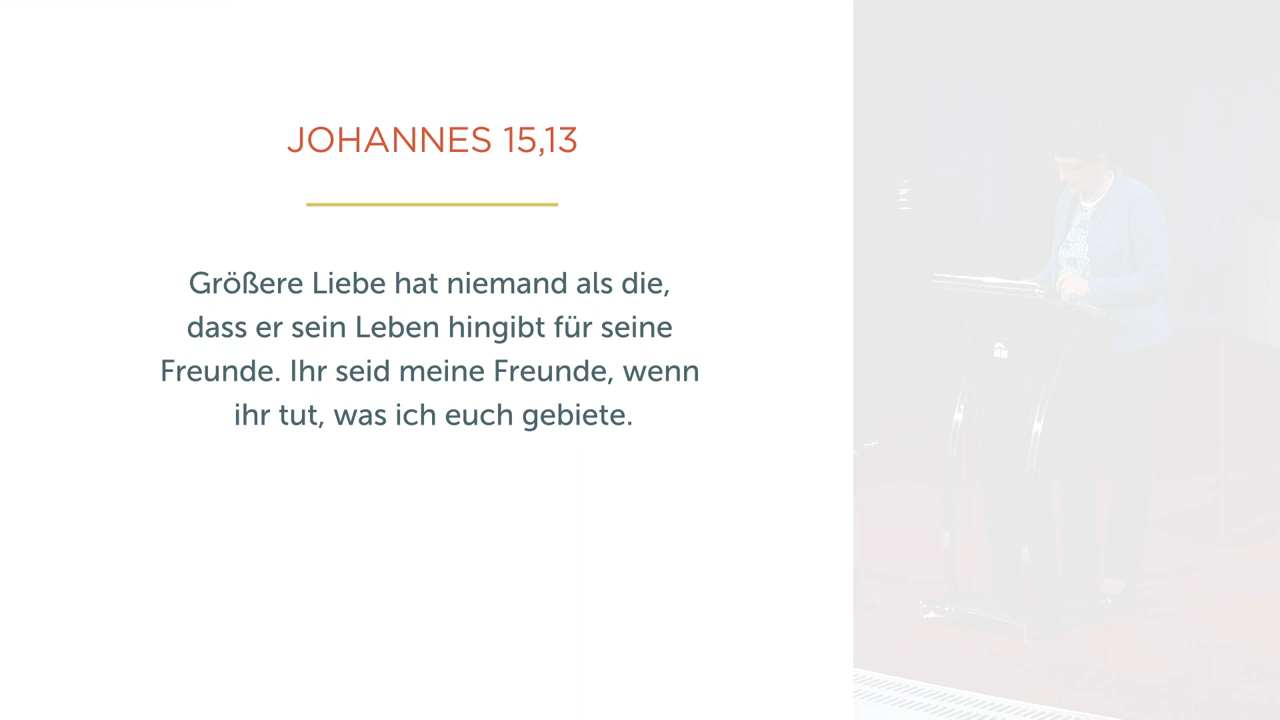 JOHANNES 15,13
Größere Liebe hat niemand als die,
dass er sein Leben hingibt für seine
Freunde. Ihr seid meine Freunde, wenn
ihr tut, was ich euch gebiete.